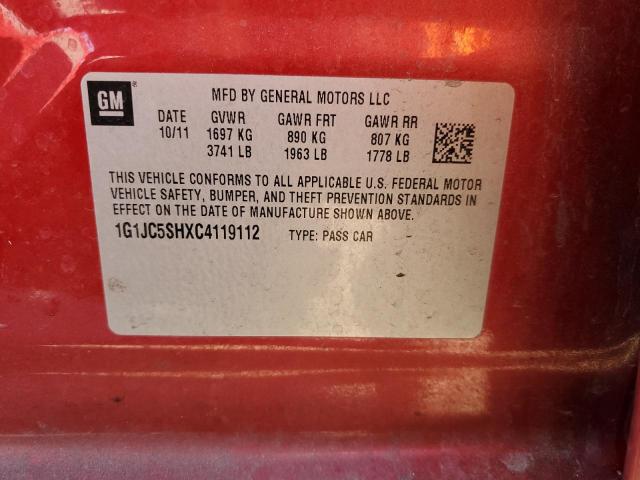 GM ® MFD BY GENERAL MOTORS LLC
DATE GVWR GAWR FRT GAWR RR
10/11 1697 KG 890 KG 807 KG
3741 LB 1963 LB 1778 LB
THIS VEHICLE CONFORMS TO ALL APPLICABLE U.S. FEDERAL MOTOR
VEHICLE SAFETY, BUMPER, AND THEFT PREVENTION STANDARDS IN
EFFECT ON THE DATE OF MANUFACTURE SHOWN ABOVE.
1G1JC5SHXC4119112 TYPE: PASS CAR